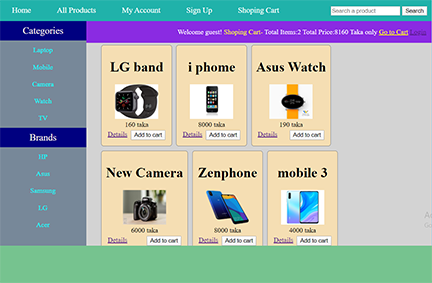 Home All Products My Account Sign Up Shoping Cart Search a product Search
Categories
Welcome guest! Shoping Cart- Total Items:2 Total Price:8160 Taka only Go to Cart Login
Laptop
Mobile
Camera
Watch
TV
Brands
HP
Asus
Samsung
LG
Acer
LG band
160 taka
Details Add to cart
i phome
8000 taka
Details Add to cart
Asus Watch
190 taka
Details Add to cart
New Camera
6000 taka
Details Add to cart
Zenphone
8000 taka
Details Add to cart
mobile 3
4000 taka
Details Add to cart